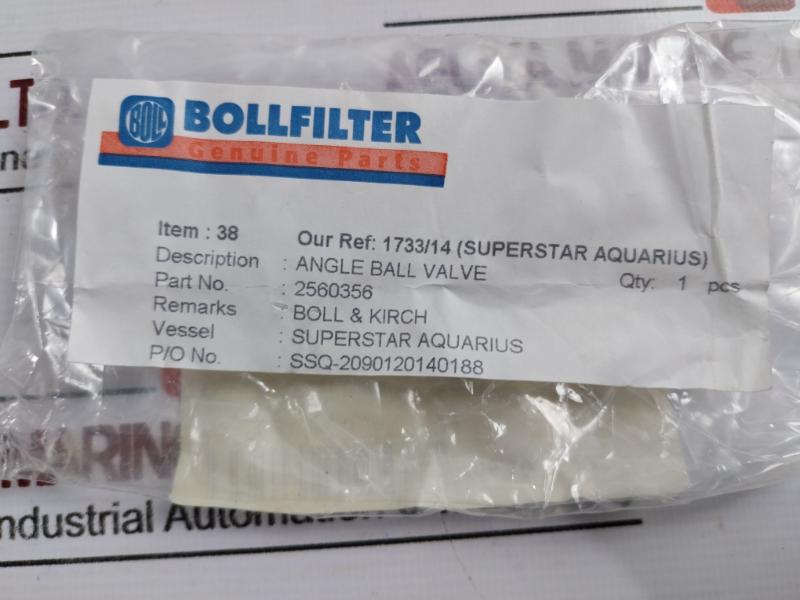 BOLL
BOLLFILTER
Genuine Parts
Item : 38 Our Ref: 1733/14 (SUPERSTAR AQUARIUS)
Description : ANGLE BALL VALVE Qty: 1 pcs
Part No. : 2560356
Remarks : BOLL & KIRCH
Vessel : SUPERSTAR AQUARIUS
P/O No. : SSQ-2090120140188
ndustrial Automation